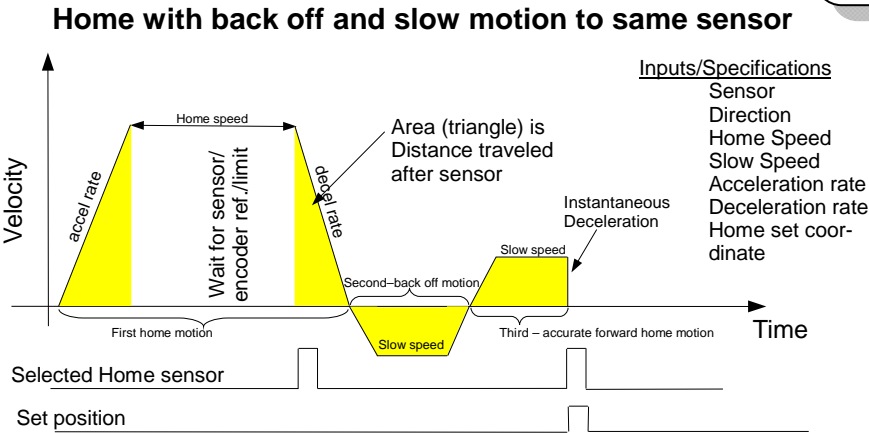 Home with back off and slow motion to same sensor
Inputs/Specifications
Sensor
Direction
Home Speed
Slow Speed
Acceleration rate
Deceleration rate
Home set coor-
dinate
Velocity
accel rate
Home speed
Wait for sensor/
encoder ref./limit
decel rate
Area (triangle) is
Distance traveled
after sensor
Instantaneous
Deceleration
Slow speed
Second–back off motion
First home motion
Slow speed
Third – accurate forward home motion
Time
Selected Home sensor
Set position